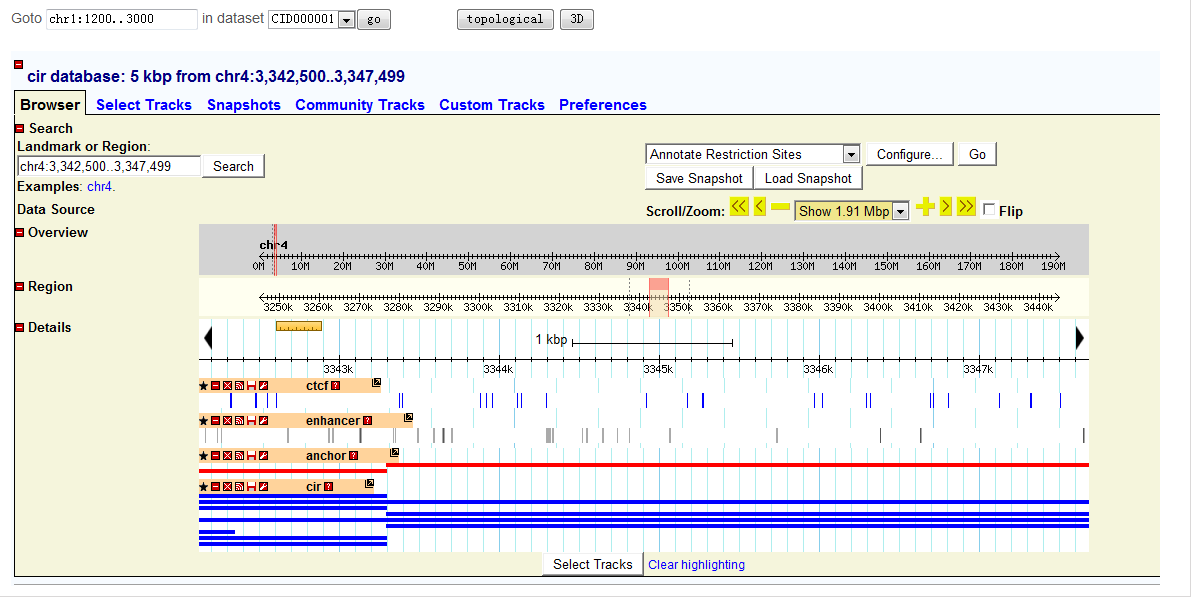 Goto chr1:1200..3000 in dataset CID000001 go topological 3D
cir database: 5 kbp from chr4:3,342,500..3,347,499
Browser Select Tracks Snapshots Community Tracks Custom Tracks Preferences
Search
Landmark or Region:
chr4:3,342,500..3,347,499 Search
Annotate Restriction Sites Configure... Go
Save Snapshot Load Snapshot
Examples: chr4.
Data Source
Scroll/Zoom: << < Show 1.91 Mbp > >> Flip
Overview
chr4
0M 10M 20M 30M 40M 50M 60M 70M 80M 90M 100M 110M 120M 130M 140M 150M 160M 170M 180M 190M
Region
3250k 3260k 3270k 3280k 3290k 3300k 3310k 3320k 3330k 3340k 3350k 3360k 3370k 3380k 3390k 3400k 3410k 3420k 3430k 3440k
Details
1 kbp
3343k 3344k 3345k 3346k 3347k
ctcf ?
enhancer ?
anchor ?
cir ?
Select Tracks Clear highlighting